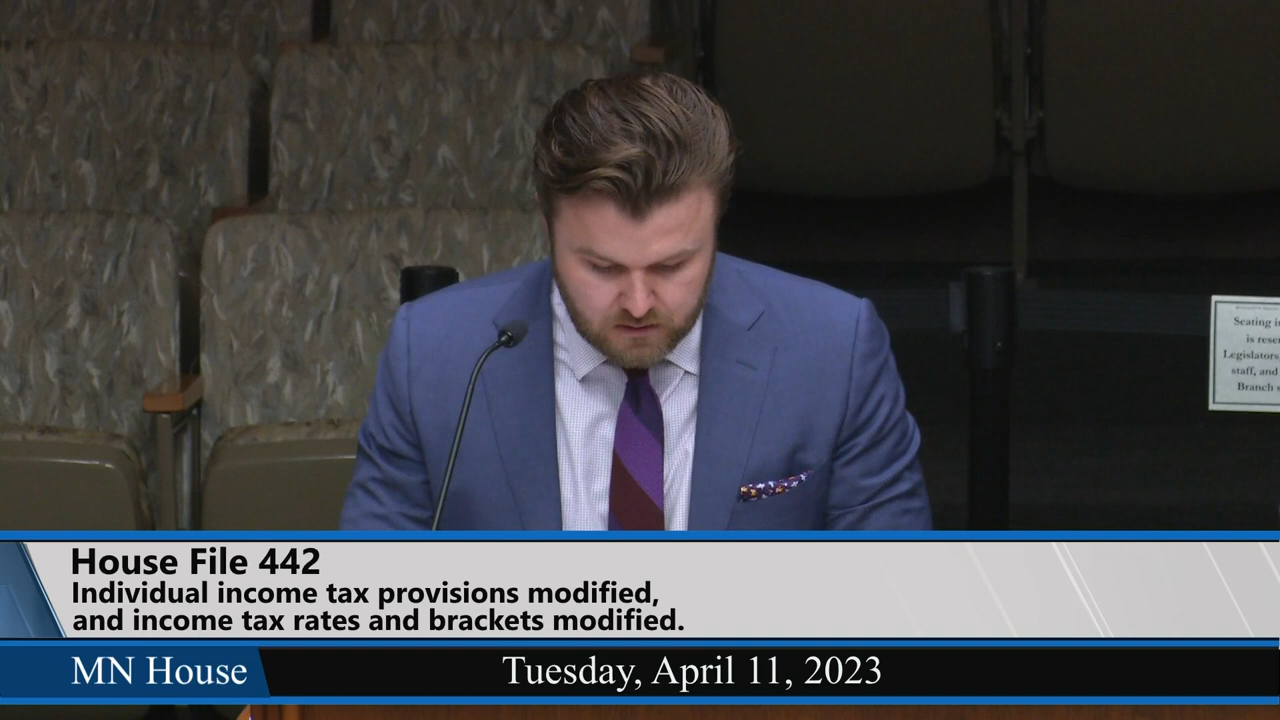 Seating
is
Legislators
staff, and
Branch
House File 442
Individual income tax provisions modified,
and income tax rates and brackets modified.
MN House
Tuesday, April 11, 2023